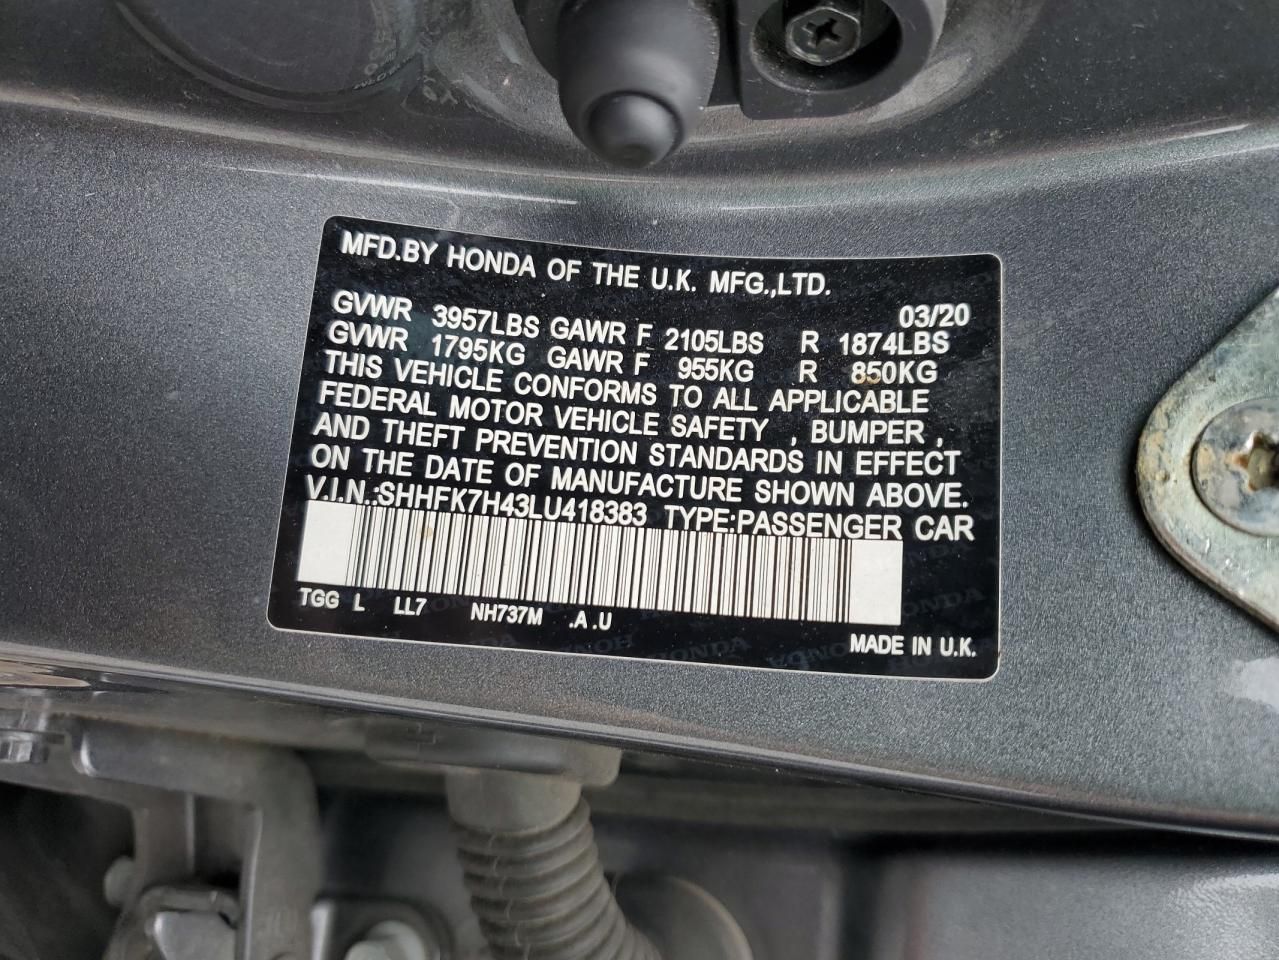 MFD.BY HONDA OF THE U.K. MFG.,LTD.
03/20
GVWR 3957LBS GAWR F 2105LBS R 1874LBS
GVWR 1795KG GAWR F 955KG R 850KG
THIS VEHICLE CONFORMS TO ALL APPLICABLE
FEDERAL MOTOR VEHICLE SAFETY , BUMPER ,
AND THEFT PREVENTION STANDARDS IN EFFECT
ON THE DATE OF MANUFACTURE SHOWN ABOVE.
V.I.N.:SHHFK7H43LU418383 TYPE:PASSENGER CAR
TGG L LL7 NH737M .A .U
MADE IN U.K.